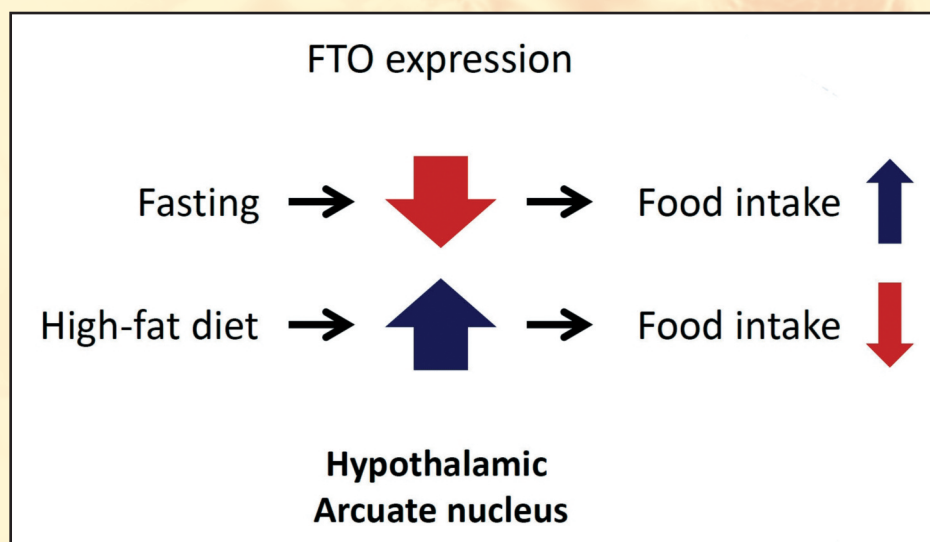 FTO expression
Fasting
Food intake
High-fat diet
Food intake
Hypothalamic
Arcuate nucleus